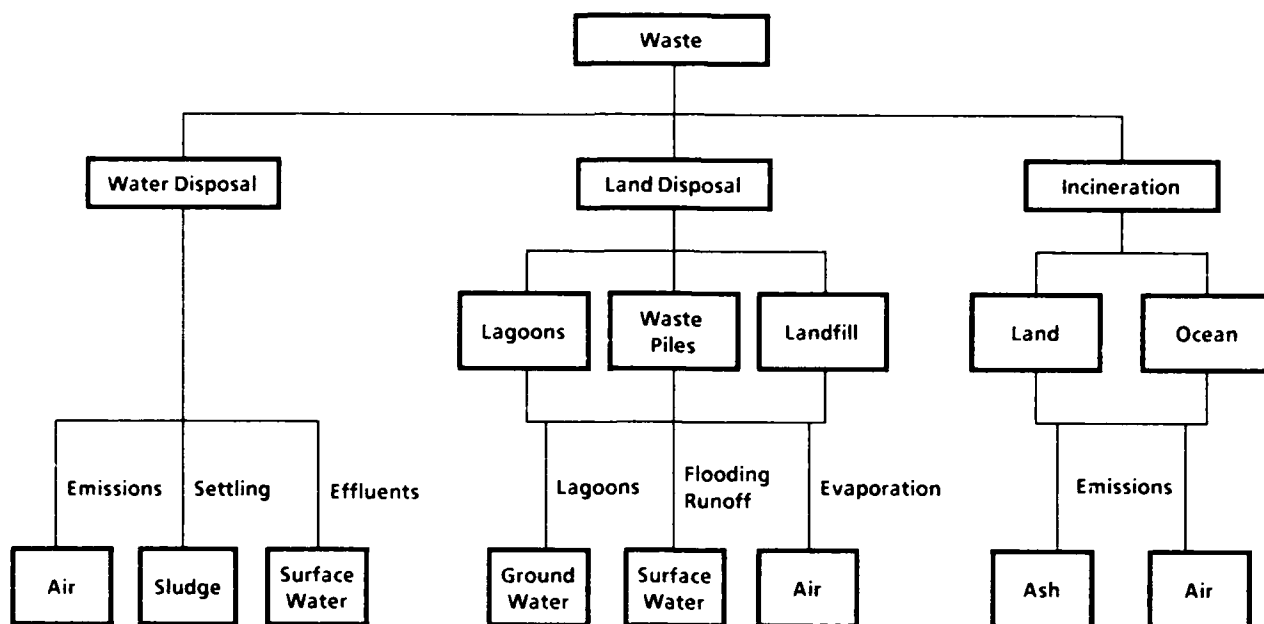 Waste
Water Disposal
Land Disposal
Incineration
Lagoons
Waste
Piles
Landfill
Land
Ocean
Emissions
Settling
Effluents
Lagoons
Flooding
Runoff
Evaporation
Emissions
Air
Sludge
Surface
Water
Ground
Water
Surface
Water
Air
Ash
Air